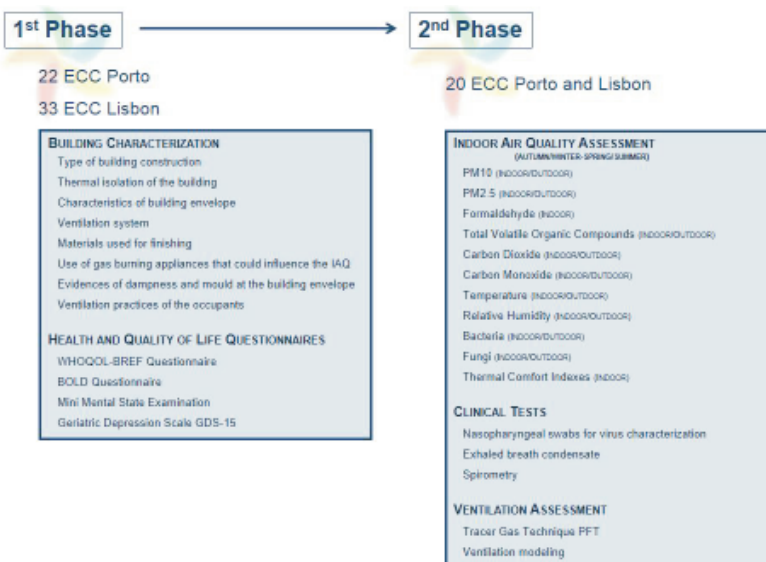 1st Phase
22 ECC Porto
33 ECC Lisbon
BUILDING CHARACTERIZATION
Type of building construction
Thermal isolation of the building
Characteristics of building envelope
Ventilation system
Materials used for finishing
Use of gas burning appliances that could influence the IAQ
Evidences of dampness and mould at the building envelope
Ventilation practices of the occupants
HEALTH AND QUALITY OF LIFE QUESTIONNAIRES
WHOQOL-BREF Questionnaire
BOLD Questionnaire
Mini Mental State Examination
Geriatric Depression Scale GDS-15
2nd Phase
20 ECC Porto and Lisbon
INDOOR AIR QUALITY ASSESSMENT
(AUTUMN/WINTER-SPRING/SUMMER)
PM10 (INDOOR/OUTDOOR)
PM2.5 (INDOOR/OUTDOOR)
Formaldehyde (INDOOR)
Total Volatile Organic Compounds (INDOOR/OUTDOOR)
Carbon Dioxide (INDOOR/OUTDOOR)
Carbon Monoxide (INDOOR/OUTDOOR)
Temperature (INDOOR/OUTDOOR)
Relative Humidity (INDOOR/OUTDOOR)
Bacteria (INDOOR/OUTDOOR)
Fungi (INDOOR/OUTDOOR)
Thermal Comfort Indexes (INDOOR)
CLINICAL TESTS
Nasopharyngeal swabs for virus characterization
Exhaled breath condensate
Spirometry
VENTILATION ASSESSMENT
Tracer Gas Technique PFT
Ventilation modeling